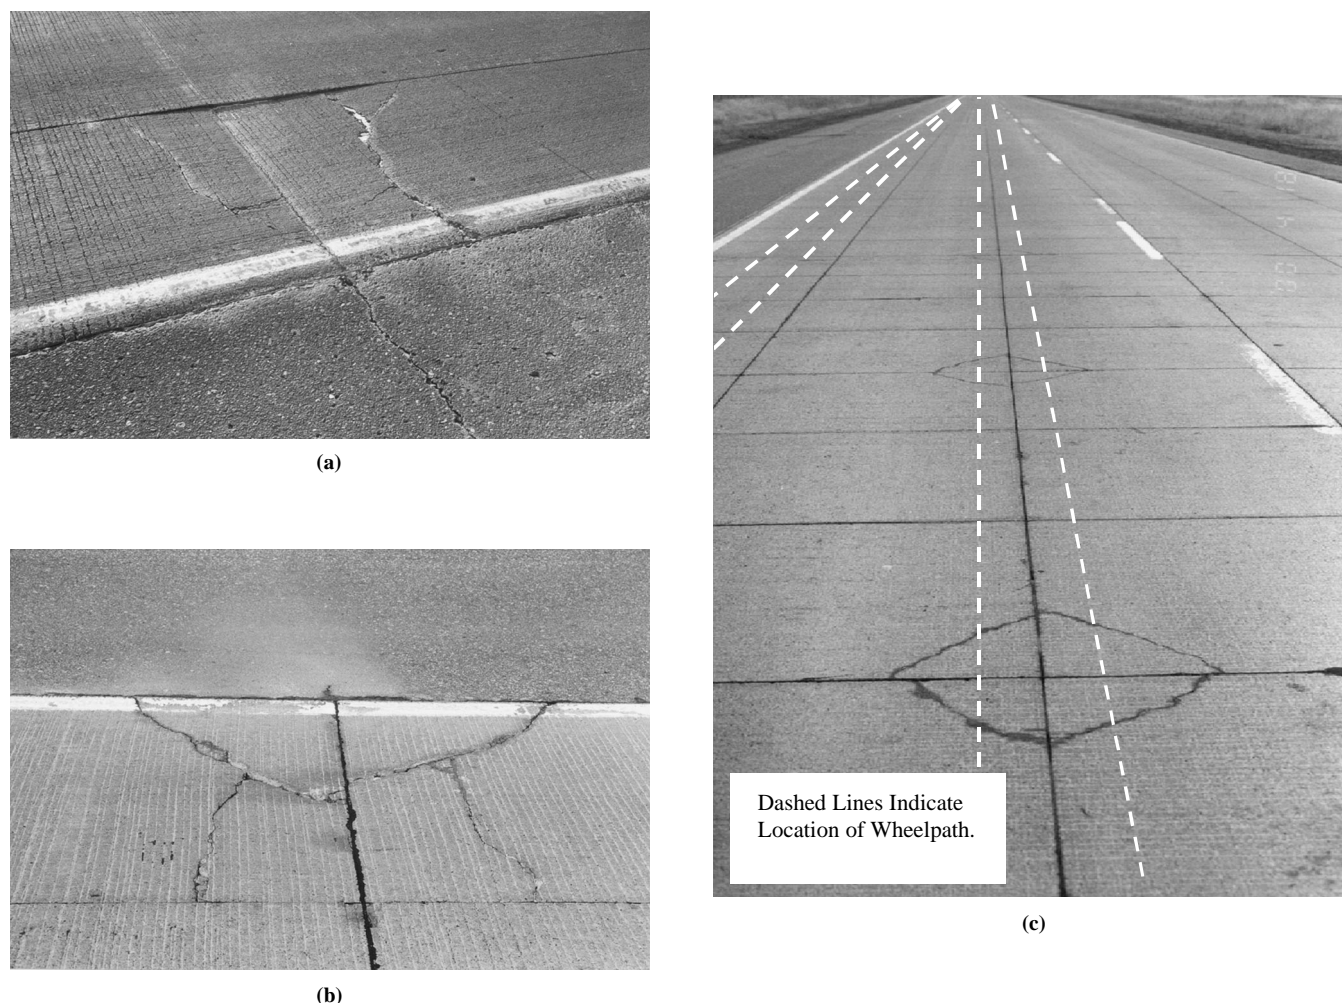 (a)
(b)
Dashed Lines Indicate
Location of Wheelpath.
(c)